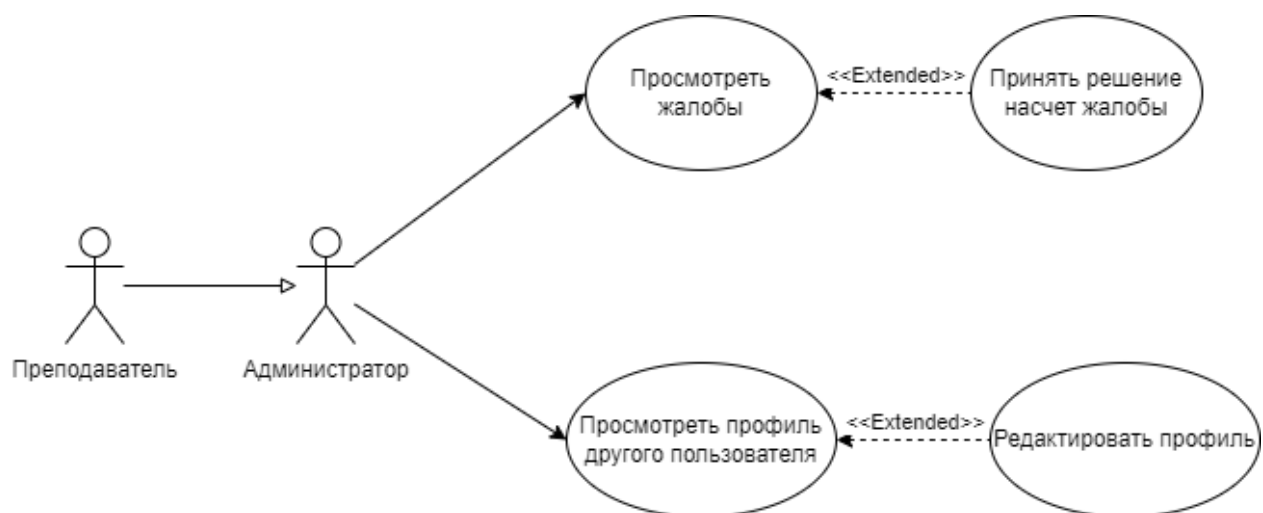 Просмотреть
жалобы
<<Extended>>
Принять решение
насчет жалобы
Преподаватель
Администратор
Просмотреть профиль
другого пользователя
<<Extended>>
Редактировать профиль